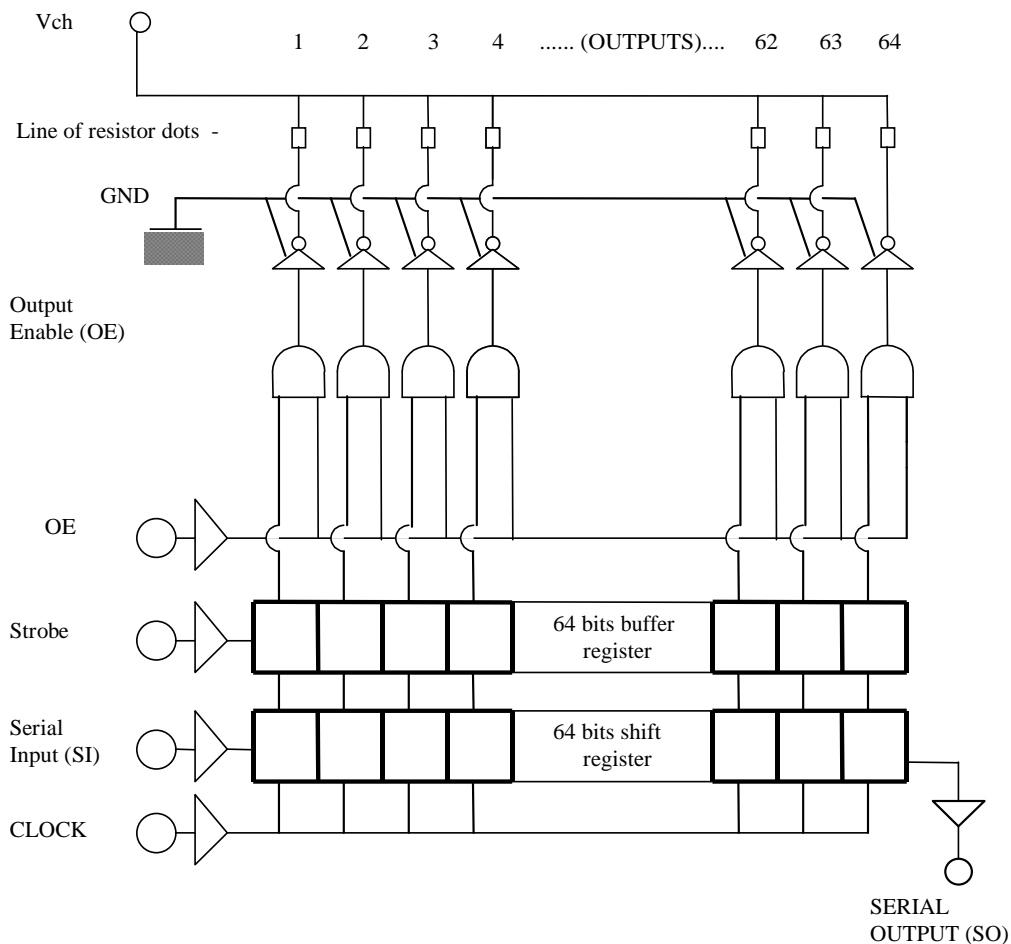 Vch
1 2 3 4 ...... (OUTPUTS).... 62 63 64
Line of resistor dots -
GND
Output
Enable (OE)
OE
Strobe
64 bits buffer
register
Serial
Input (SI)
64 bits shift
register
CLOCK
SERIAL
OUTPUT (SO)